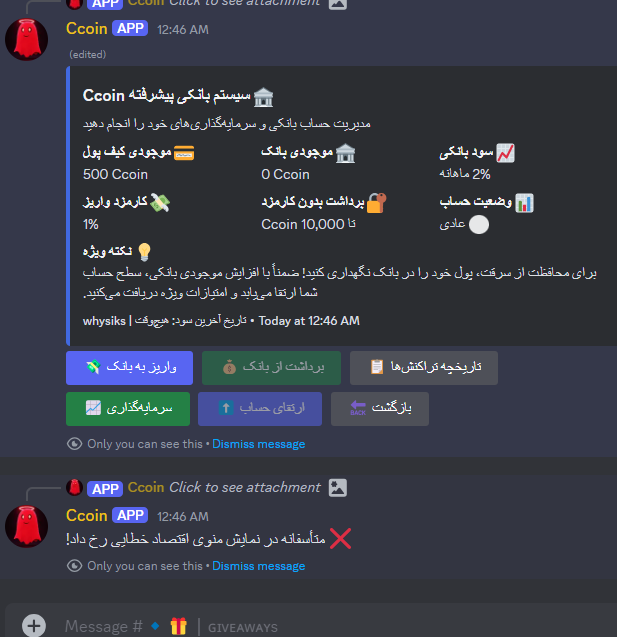 APP Ccoin Click to see attachment
Ccoin APP 12:46 AM
(edited)
سیستم بانکی پیشرفته Ccoin
مدیریت حساب بانکی و سرمایه‌گذاری‌های خود را انجام دهید
موجودی کیف پول
500 Ccoin
موجودی بانک
0 Ccoin
سود بانکی
2% ماهانه
کارمزد واریز
1%
برداشت بدون کارمزد
تا 10,000 Ccoin
وضعیت حساب
عادی
نکته ویژه
برای محافظت از سرقت، پول خود را در بانک نگهداری کنید! ضمناً با افزایش موجودی بانکی، سطح حساب
شما ارتقا می‌یابد و امتیازات ویژه دریافت می‌کنید.
whysiks | تاریخ آخرین سود: هیچ‌وقت • Today at 12:46 AM
واریز به بانک
برداشت از بانک
تاریخچه تراکنش‌ها
سرمایه‌گذاری
ارتقای حساب
بازگشت
BACK
Only you can see this • Dismiss message
APP Ccoin Click to see attachment
Ccoin APP 12:46 AM
متأسفانه در نمایش منوی اقتصاد خطایی رخ داد!
Only you can see this • Dismiss message
Message # | GIVEAWAYS